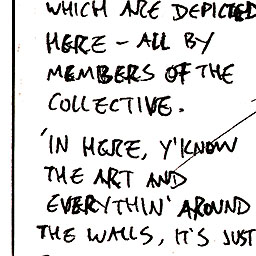 WHICH ARE DEPICTED
HERE - ALL BY
MEMBERS OF THE
COLLECTIVE.
'IN HERE, Y'KNOW
THE ART AND
EVERYTHIN' AROUND
THE WALLS, IT'S JUST